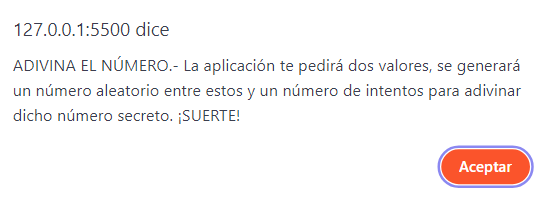 127.0.0.1:5500 dice
ADIVINA EL NÚMERO.- La aplicación te pedirá dos valores, se generará
un número aleatorio entre estos y un número de intentos para adivinar
dicho número secreto. ¡SUERTE!
Aceptar